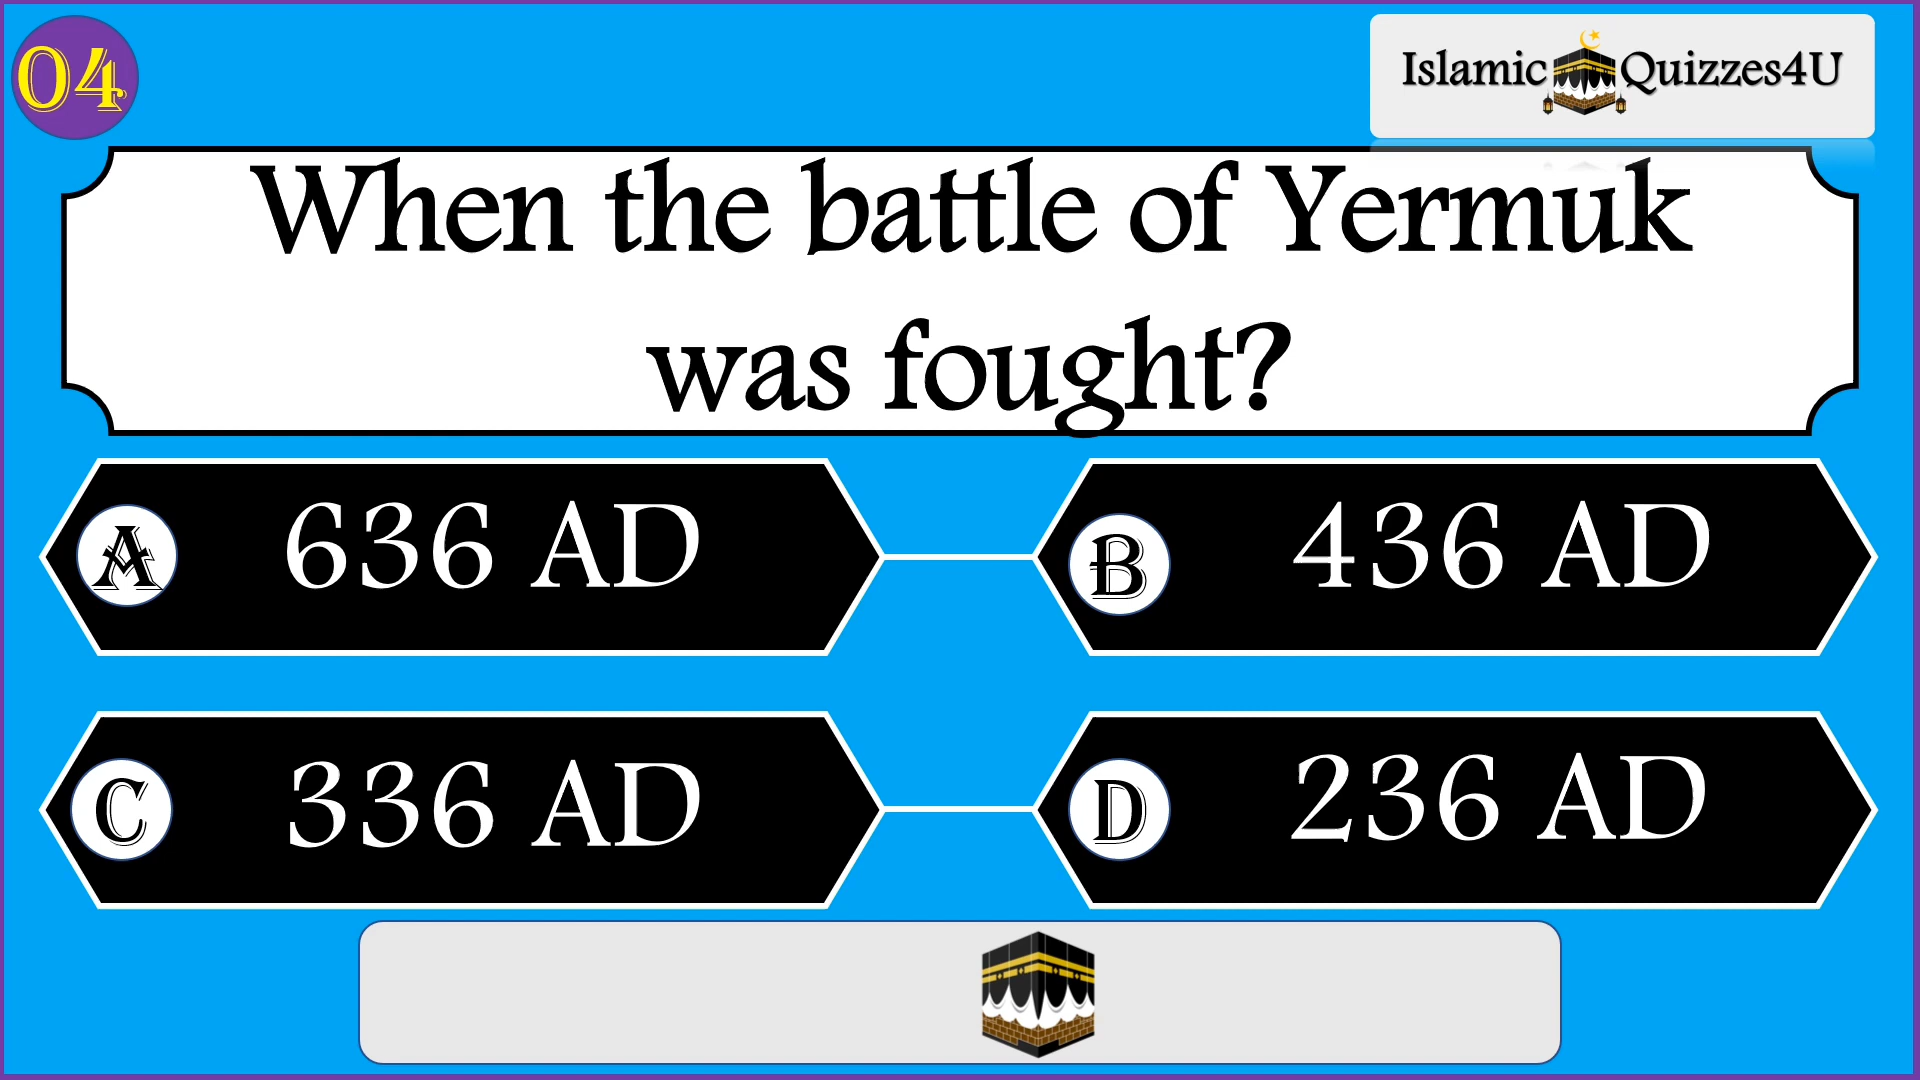 04
Islamic Quizzes4U
When the battle of Yermuk
was fought?
A 636 AD
B 436 AD
C 336 AD
D 236 AD